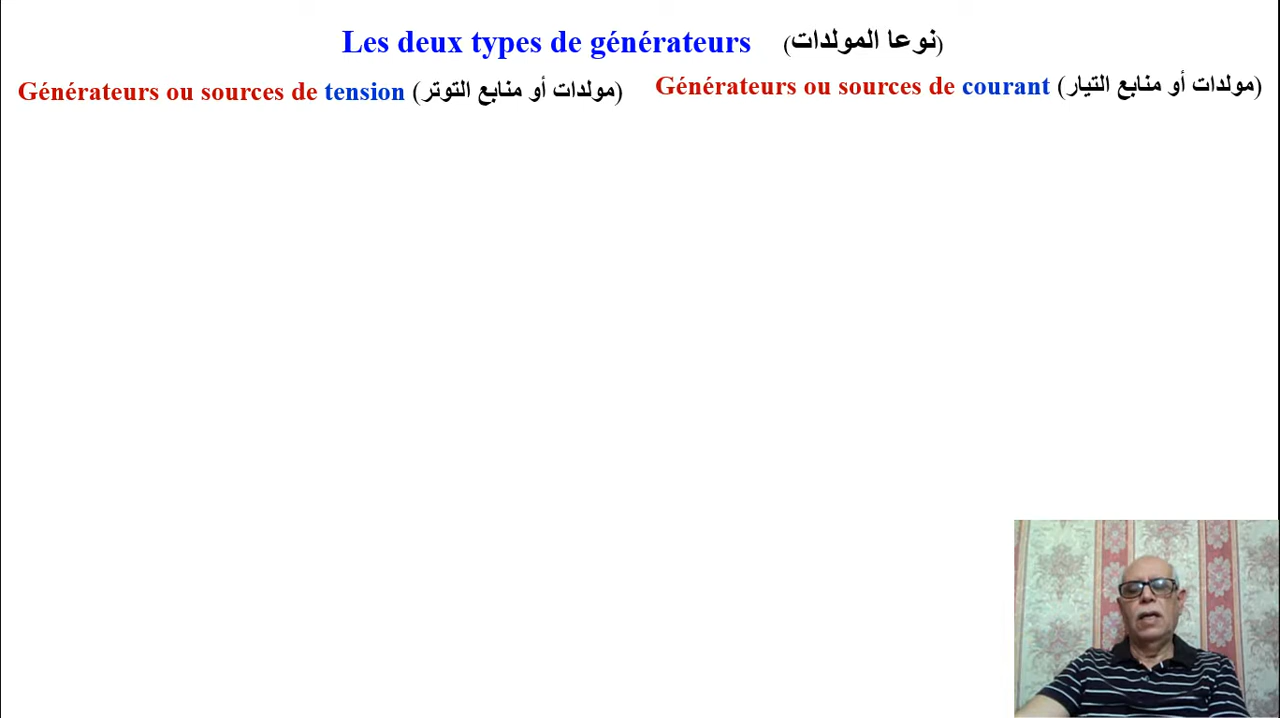 Les deux types de générateurs (نوعا المولدات)
Générateurs ou sources de tension (مولدات أو منابع التوتر)
Générateurs ou sources de courant (مولدات أو منابع التيار)